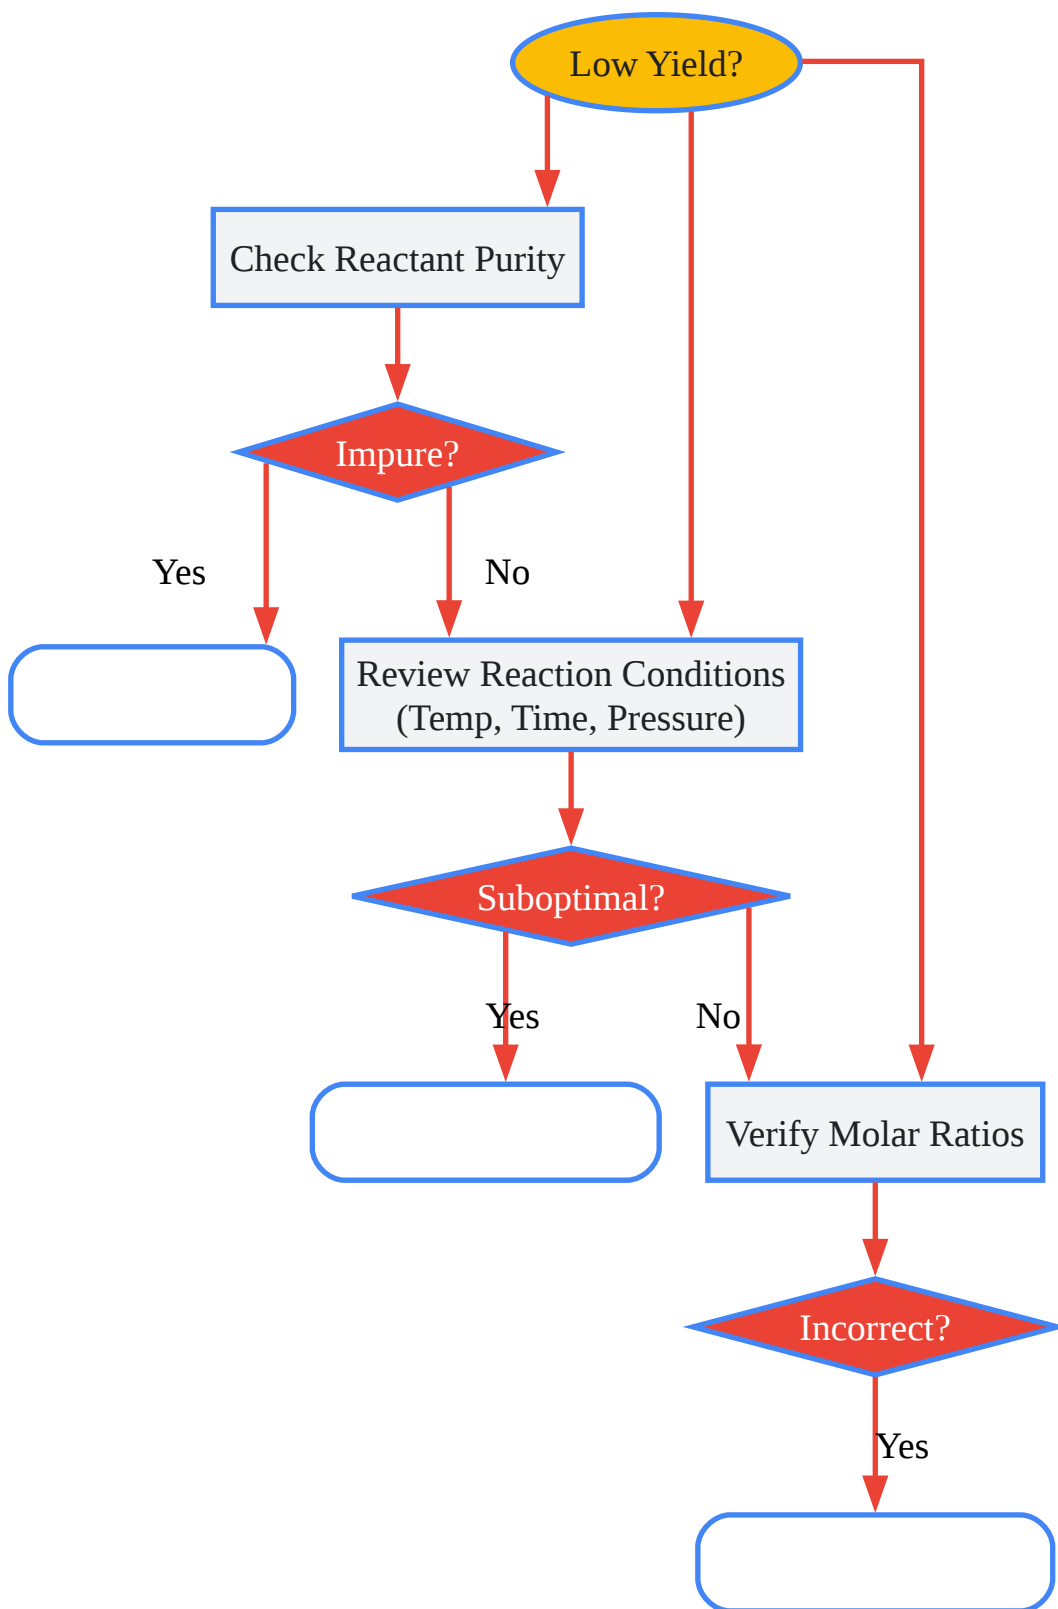 Low Yield?
Check Reactant Purity
Impure?
Yes
No
Review Reaction Conditions
(Temp, Time, Pressure)
Suboptimal?
Yes
No
Verify Molar Ratios
Incorrect?
Yes